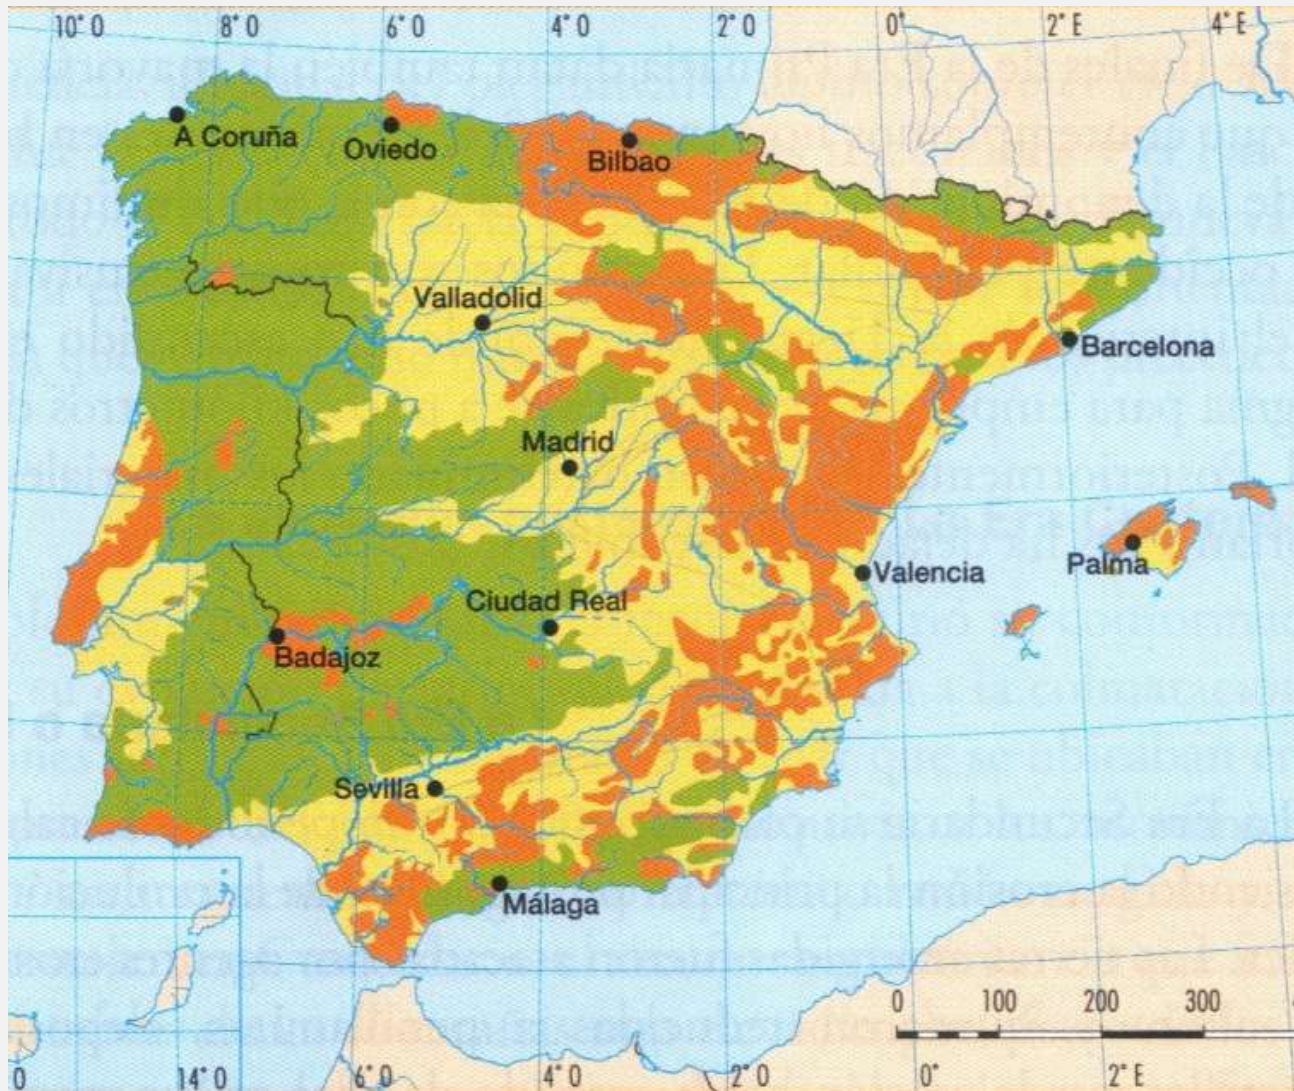 10° O 8° O 6° O 4° O 2° O 0° 2° E 4° E
A Coruña
Oviedo
Bilbao
Valladolid
Barcelona
Madrid
Palma
Valencia
Ciudad Real
Badajoz
Sevilla
Málaga
0 100 200 300
14° O 6° O 4° O 2° O 0° 2° E